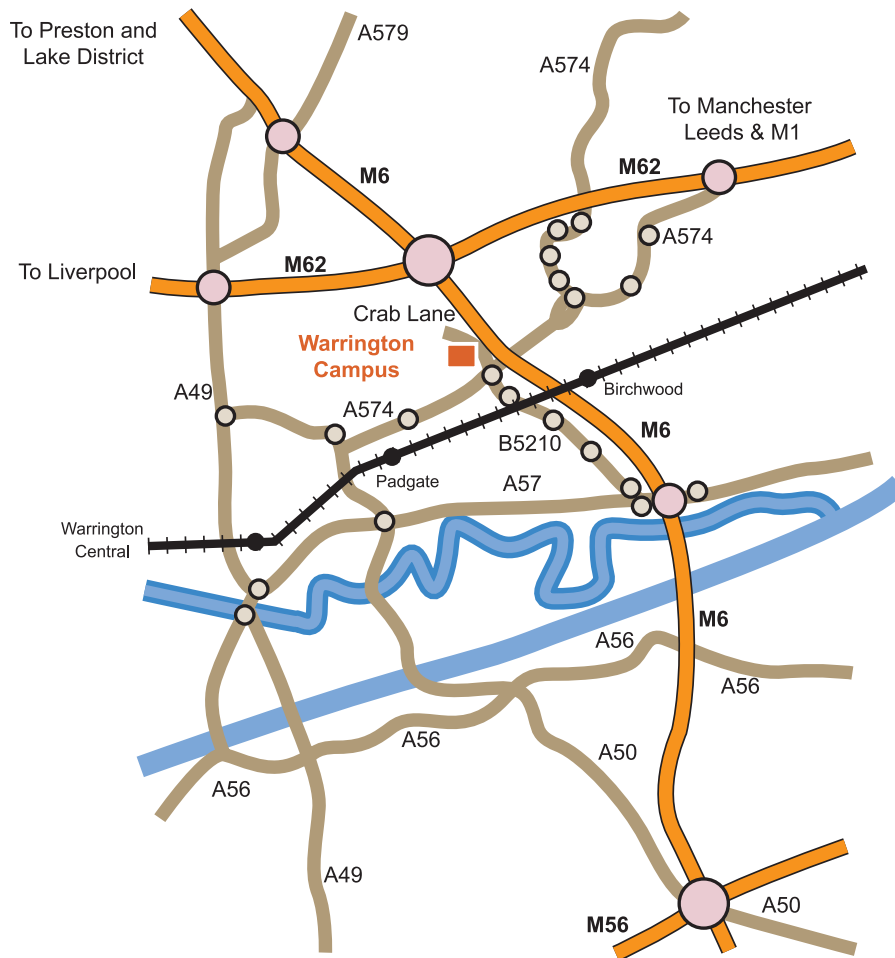 To Preston and
Lake District
A579
A574
To Manchester
Leeds & M1
M6
M62
A574
To Liverpool
M62
Crab Lane
Warrington
Campus
Birchwood
A49
A574
M6
B5210
Padgate
A57
Warrington
Central
M6
A56
A56
A56
A50
A56
A49
M56
A50